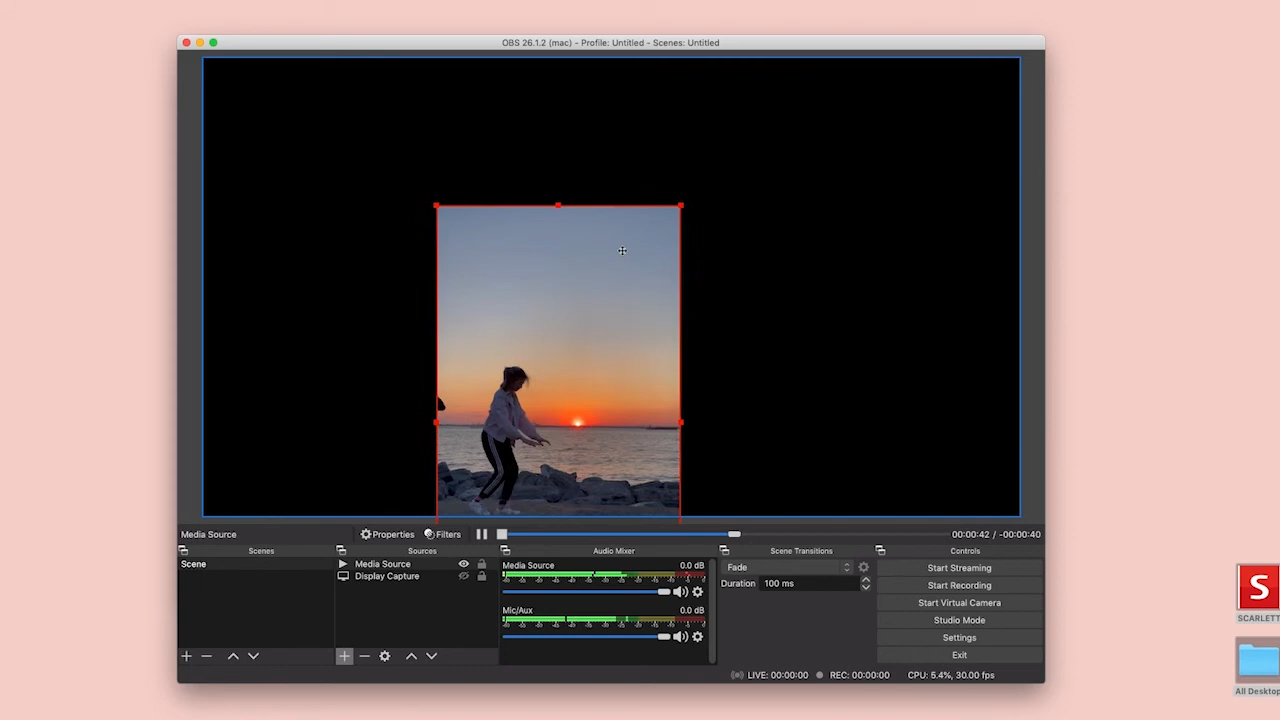 OBS 26.1.2 (mac) - Profile: Untitled - Scenes: Untitled
Media Source
Properties
Filters
00:00:42 / -00:00:40
Scenes
Sources
Audio Mixer
Scene Transitions
Controls
Scene
Media Source
Display Capture
Media Source 0.0 dB
Mic/Aux 0.0 dB
Fade
Duration 100 ms
Start Streaming
Start Recording
Start Virtual Camera
Studio Mode
Settings
Exit
LIVE: 00:00:00
REC: 00:00:00
CPU: 5.4%, 30.00 fps
S
SCARLETT
All Desktop